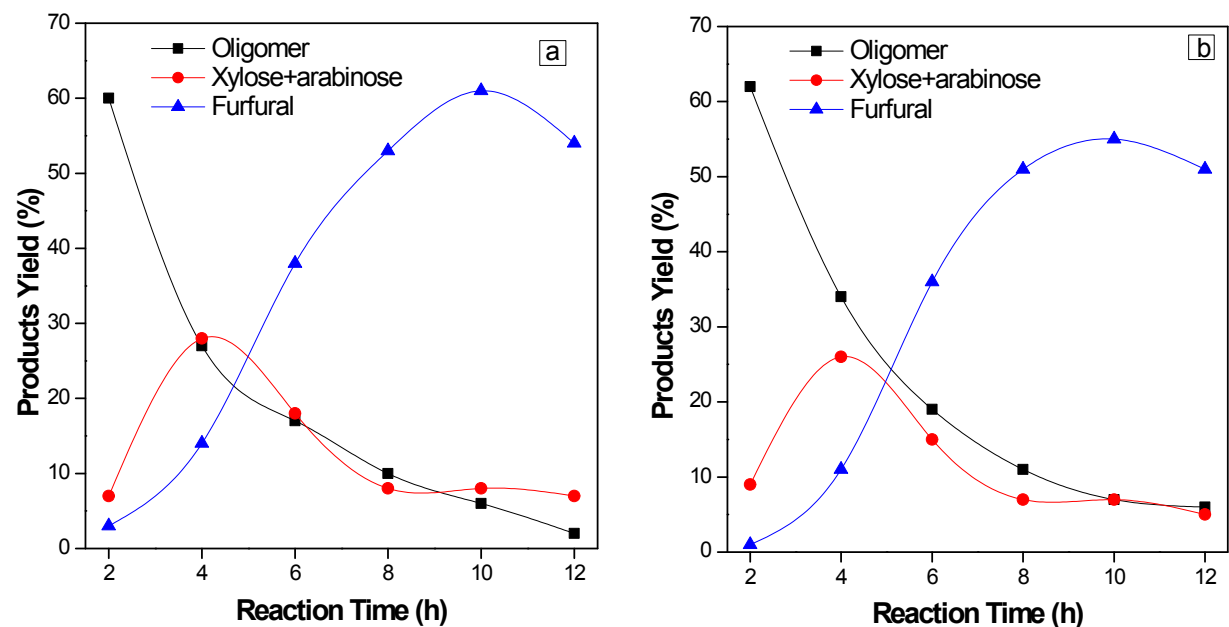 a
Oligomer
Xylose+arabinose
Furfural
70
60
50
40
30
20
10
0
Products Yield (%)
2 4 6 8 10 12
Reaction Time (h)
b
Oligomer
Xylose+arabinose
Furfural
70
60
50
40
30
20
10
0
Products Yield (%)
2 4 6 8 10 12
Reaction Time (h)